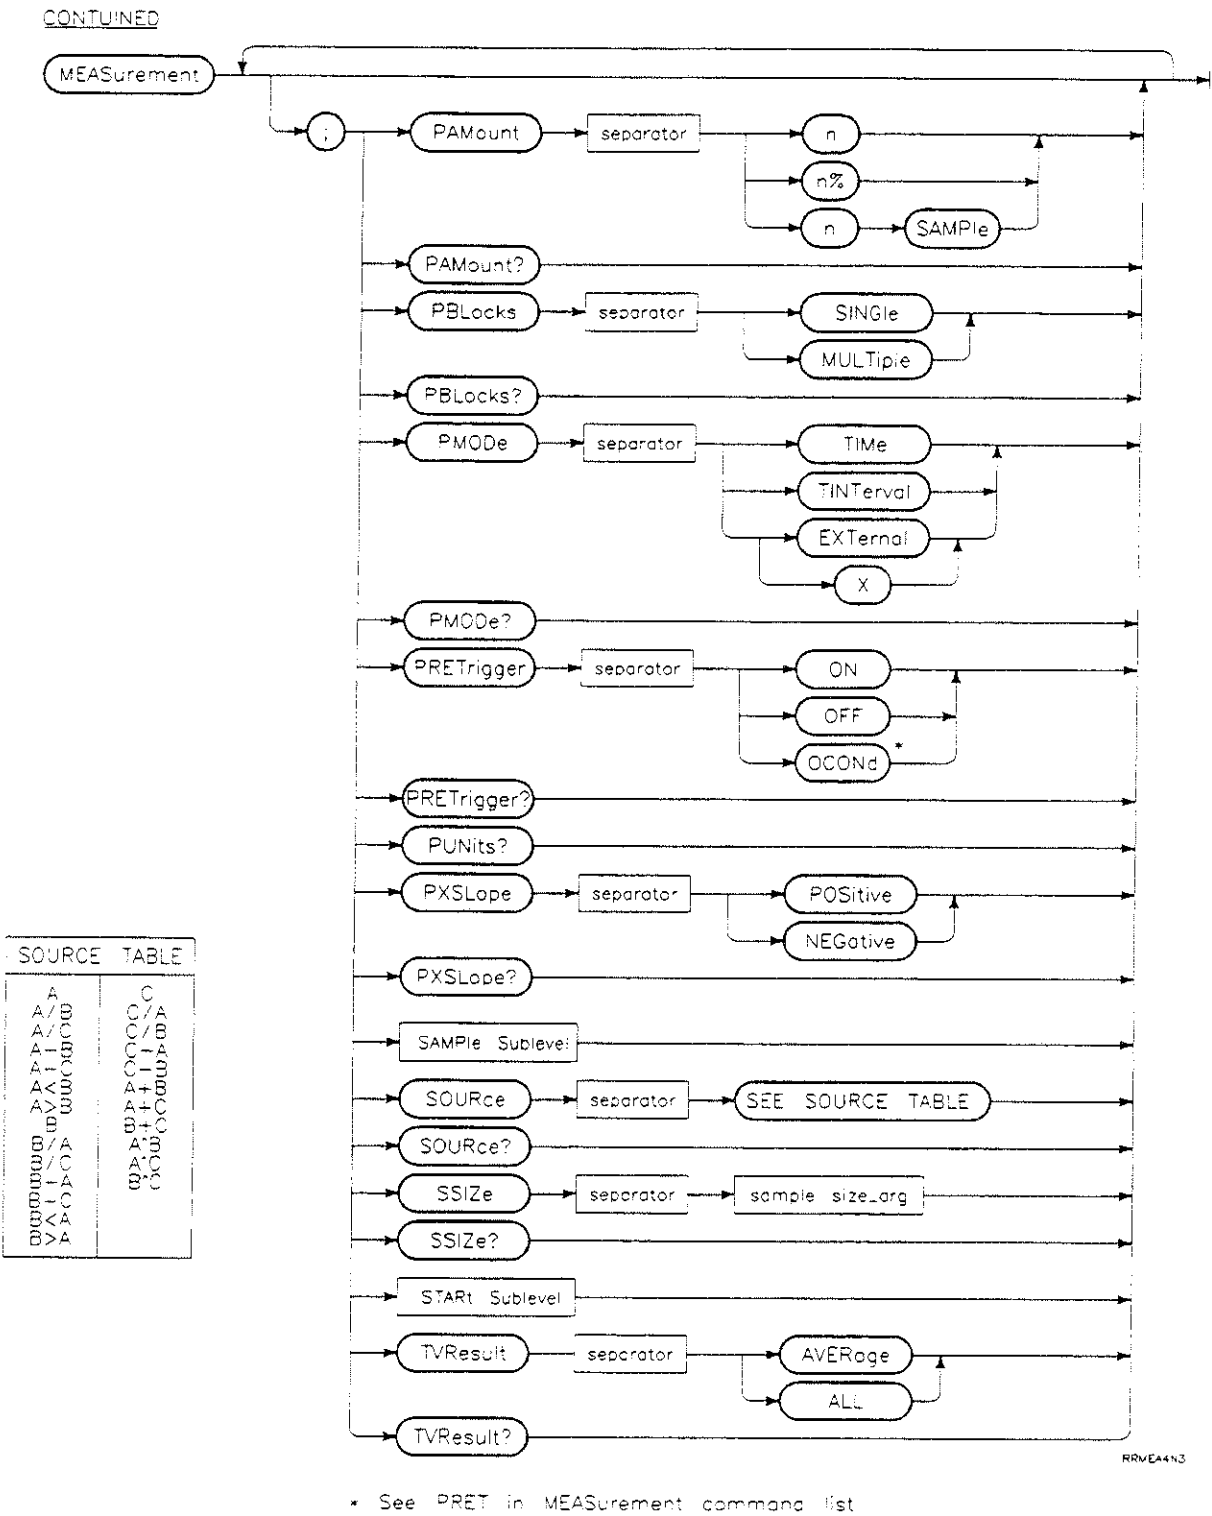 CONTUINED
MEASurement
;
PAMount separator n
n%
n SAMPle
PAMount?
PBLocks separator SINGle
MULTiple
PBLocks?
PMODe separator TIMe
TINTerval
EXTernal
X
PMODe?
PRETrigger separator ON
OFF
OCONd *
PRETrigger?
PUNits?
PXSLope separator POSitive
NEGative
PXSLope?
SAMPle Sublevel
SOURce separator SEE SOURCE TABLE
SOURce?
SSIZe separator sample size_arg
SSIZe?
STARt Sublevel
TVResult separator AVERage
ALL
TVResult?
SOURCE TABLE
A C
A/B C/A
A/C C/B
A-B C-A
A-C C-B
A<B A+B
A>B A+C
B B+C
B/A A*B
B/C A*C
B-A B*C
B-C
B<A
B>A
RRMEA4N3
* See PRET in MEASurement command list